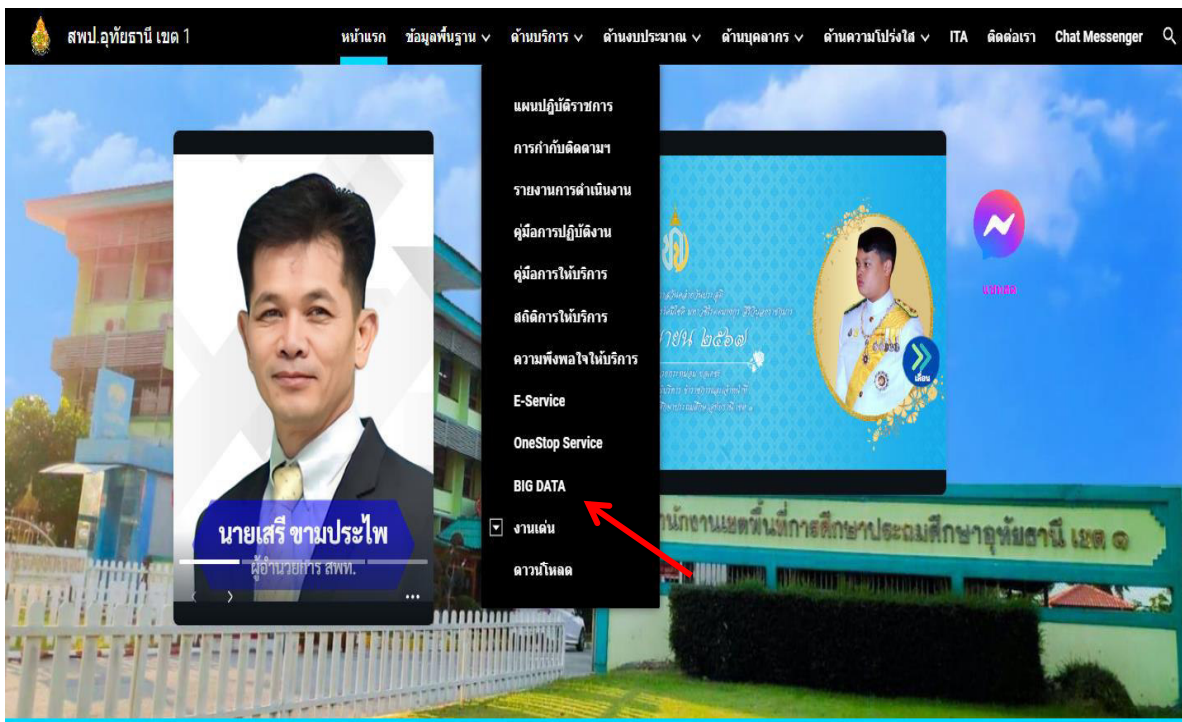 สพป.อุทัยธานี เขต 1
หน้าแรก ข้อมูลพื้นฐาน ด้านบริการ ด้านงบประมาณ ด้านบุคลากร ด้านความโปร่งใส ITA ติดต่อเรา Chat Messenger
แผนปฏิบัติราชการ
การกำกับติดตามฯ
รายงานการดำเนินงาน
คู่มือการปฏิบัติงาน
คู่มือการให้บริการ
สถิติการให้บริการ
ความพึงพอใจให้บริการ
E-Service
OneStop Service
BIG DATA
งานเด่น
ดาวน์โหลด
นายเสรี ขามประไพ
ผู้อำนวยการ สพท.
๒๕๖๗
เลื่อน
แชทสด
นักงานเขตพื้นที่การศึกษาประถมศึกษาอุทัยธานี เขต ๑